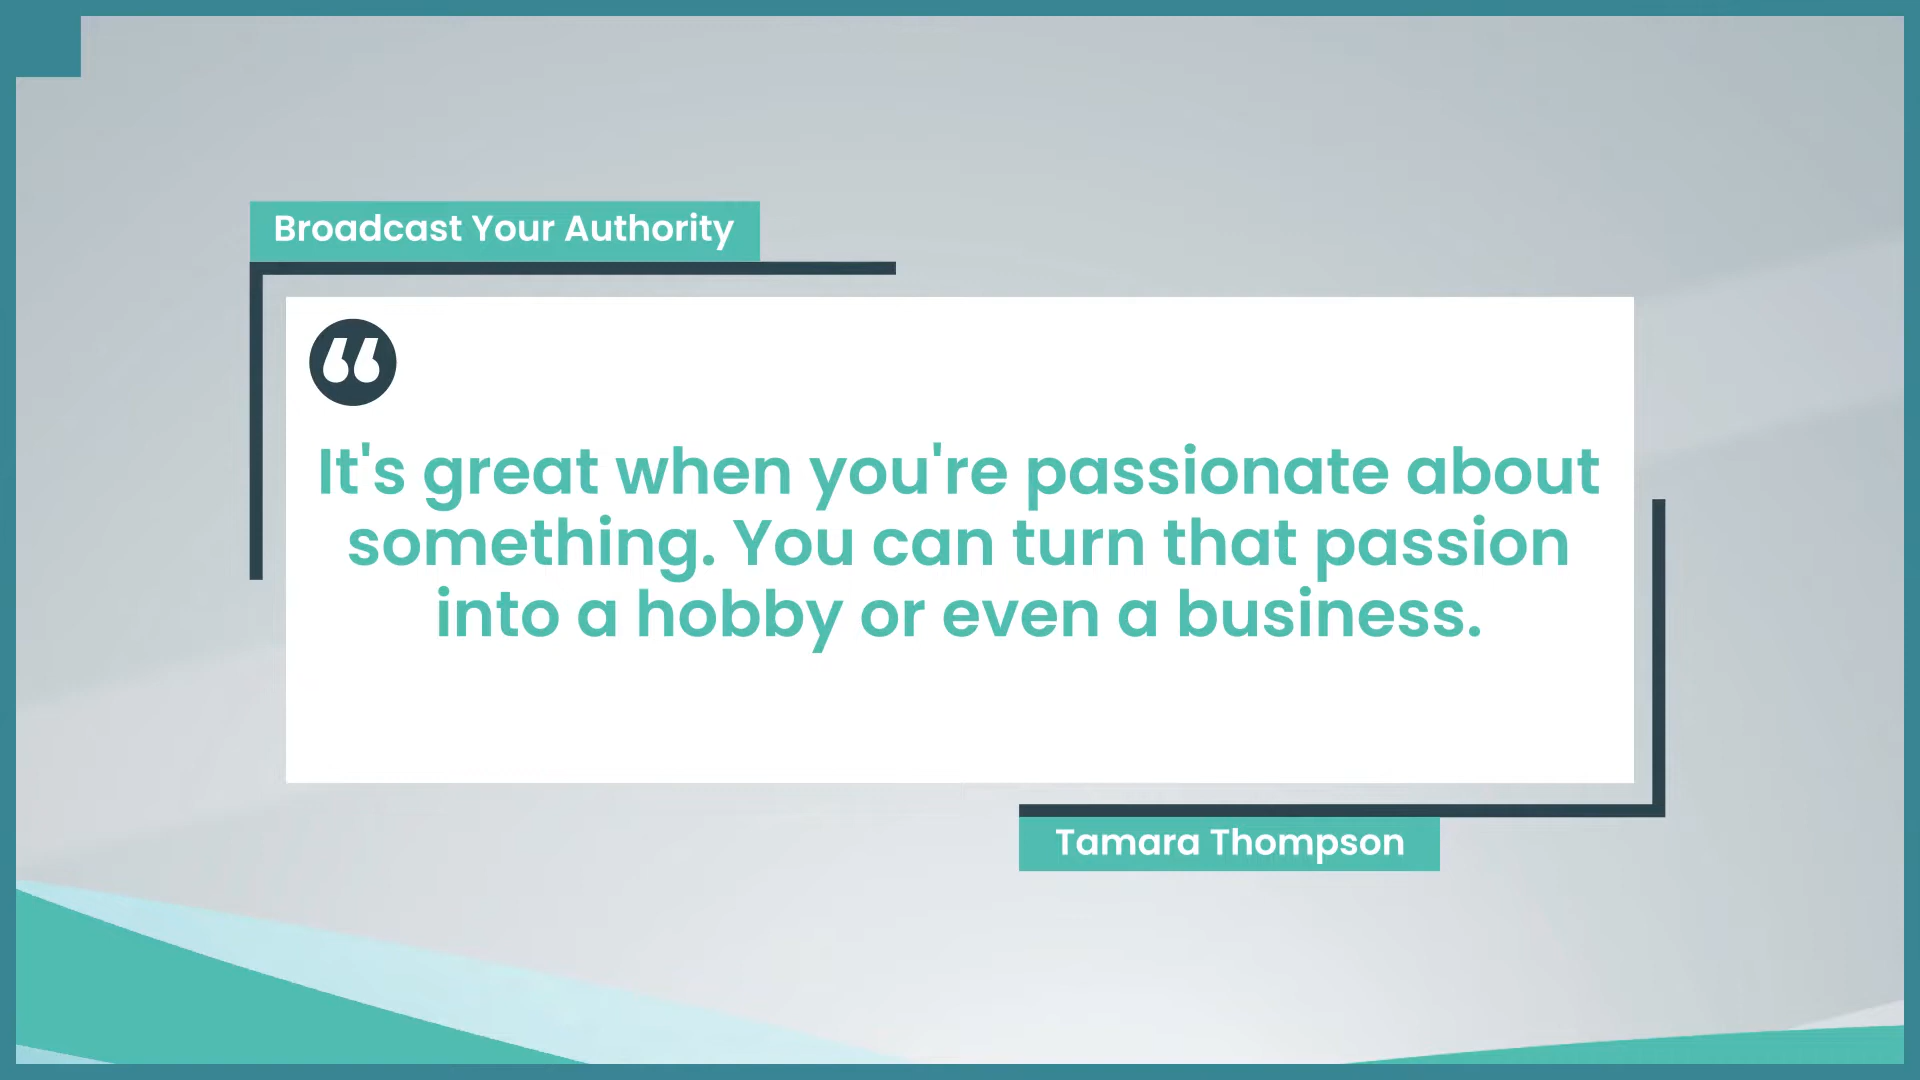 Broadcast Your Authority
It's great when you're passionate about
something. You can turn that passion
into a hobby or even a business.
Tamara Thompson